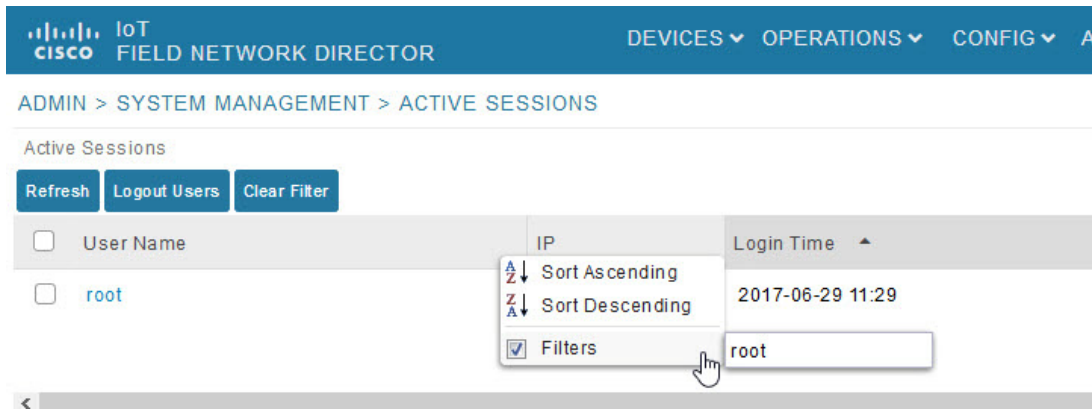 IoT
CISCO FIELD NETWORK DIRECTOR
DEVICES OPERATIONS CONFIG A
ADMIN > SYSTEM MANAGEMENT > ACTIVE SESSIONS
Active Sessions
Refresh Logout Users Clear Filter
User Name IP Login Time
A Z Sort Ascending
root 2017-06-29 11:29
Z A Sort Descending
Filters root